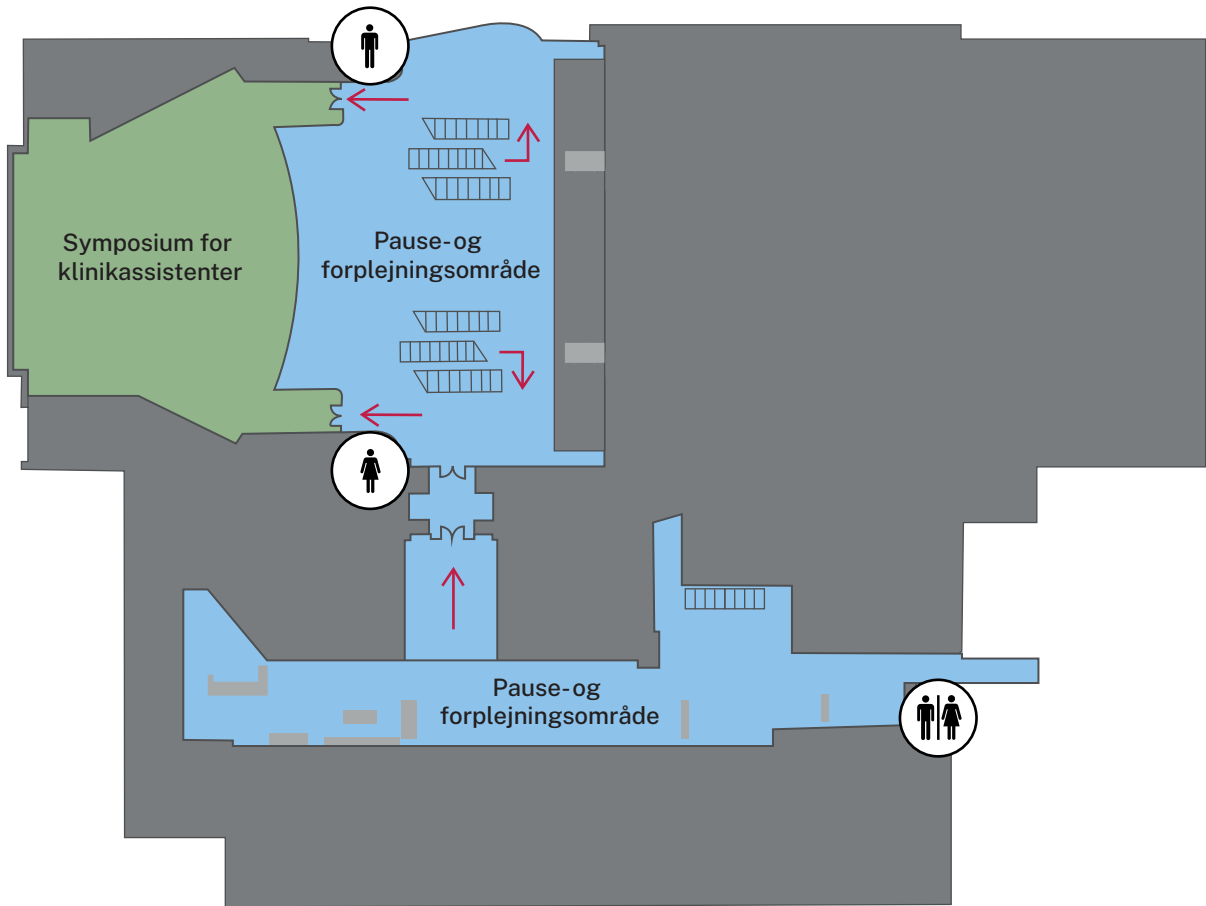 Symposium for
klinikassistenter
Pause-og
forplejningsområde
Pause-og
forplejningsområde